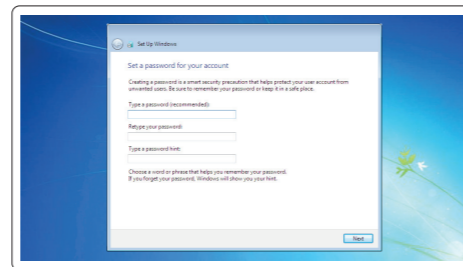 Set Up Windows
Set a password for your account
Creating a password is a smart security precaution that helps protect your user account from
unwanted users. Be sure to remember your password or keep it in a safe place.
Type a password (recommended):
Retype your password:
Type a password hint:
Choose a word or phrase that helps you remember your password.
If you forget your password, Windows will show you your hint.
Next